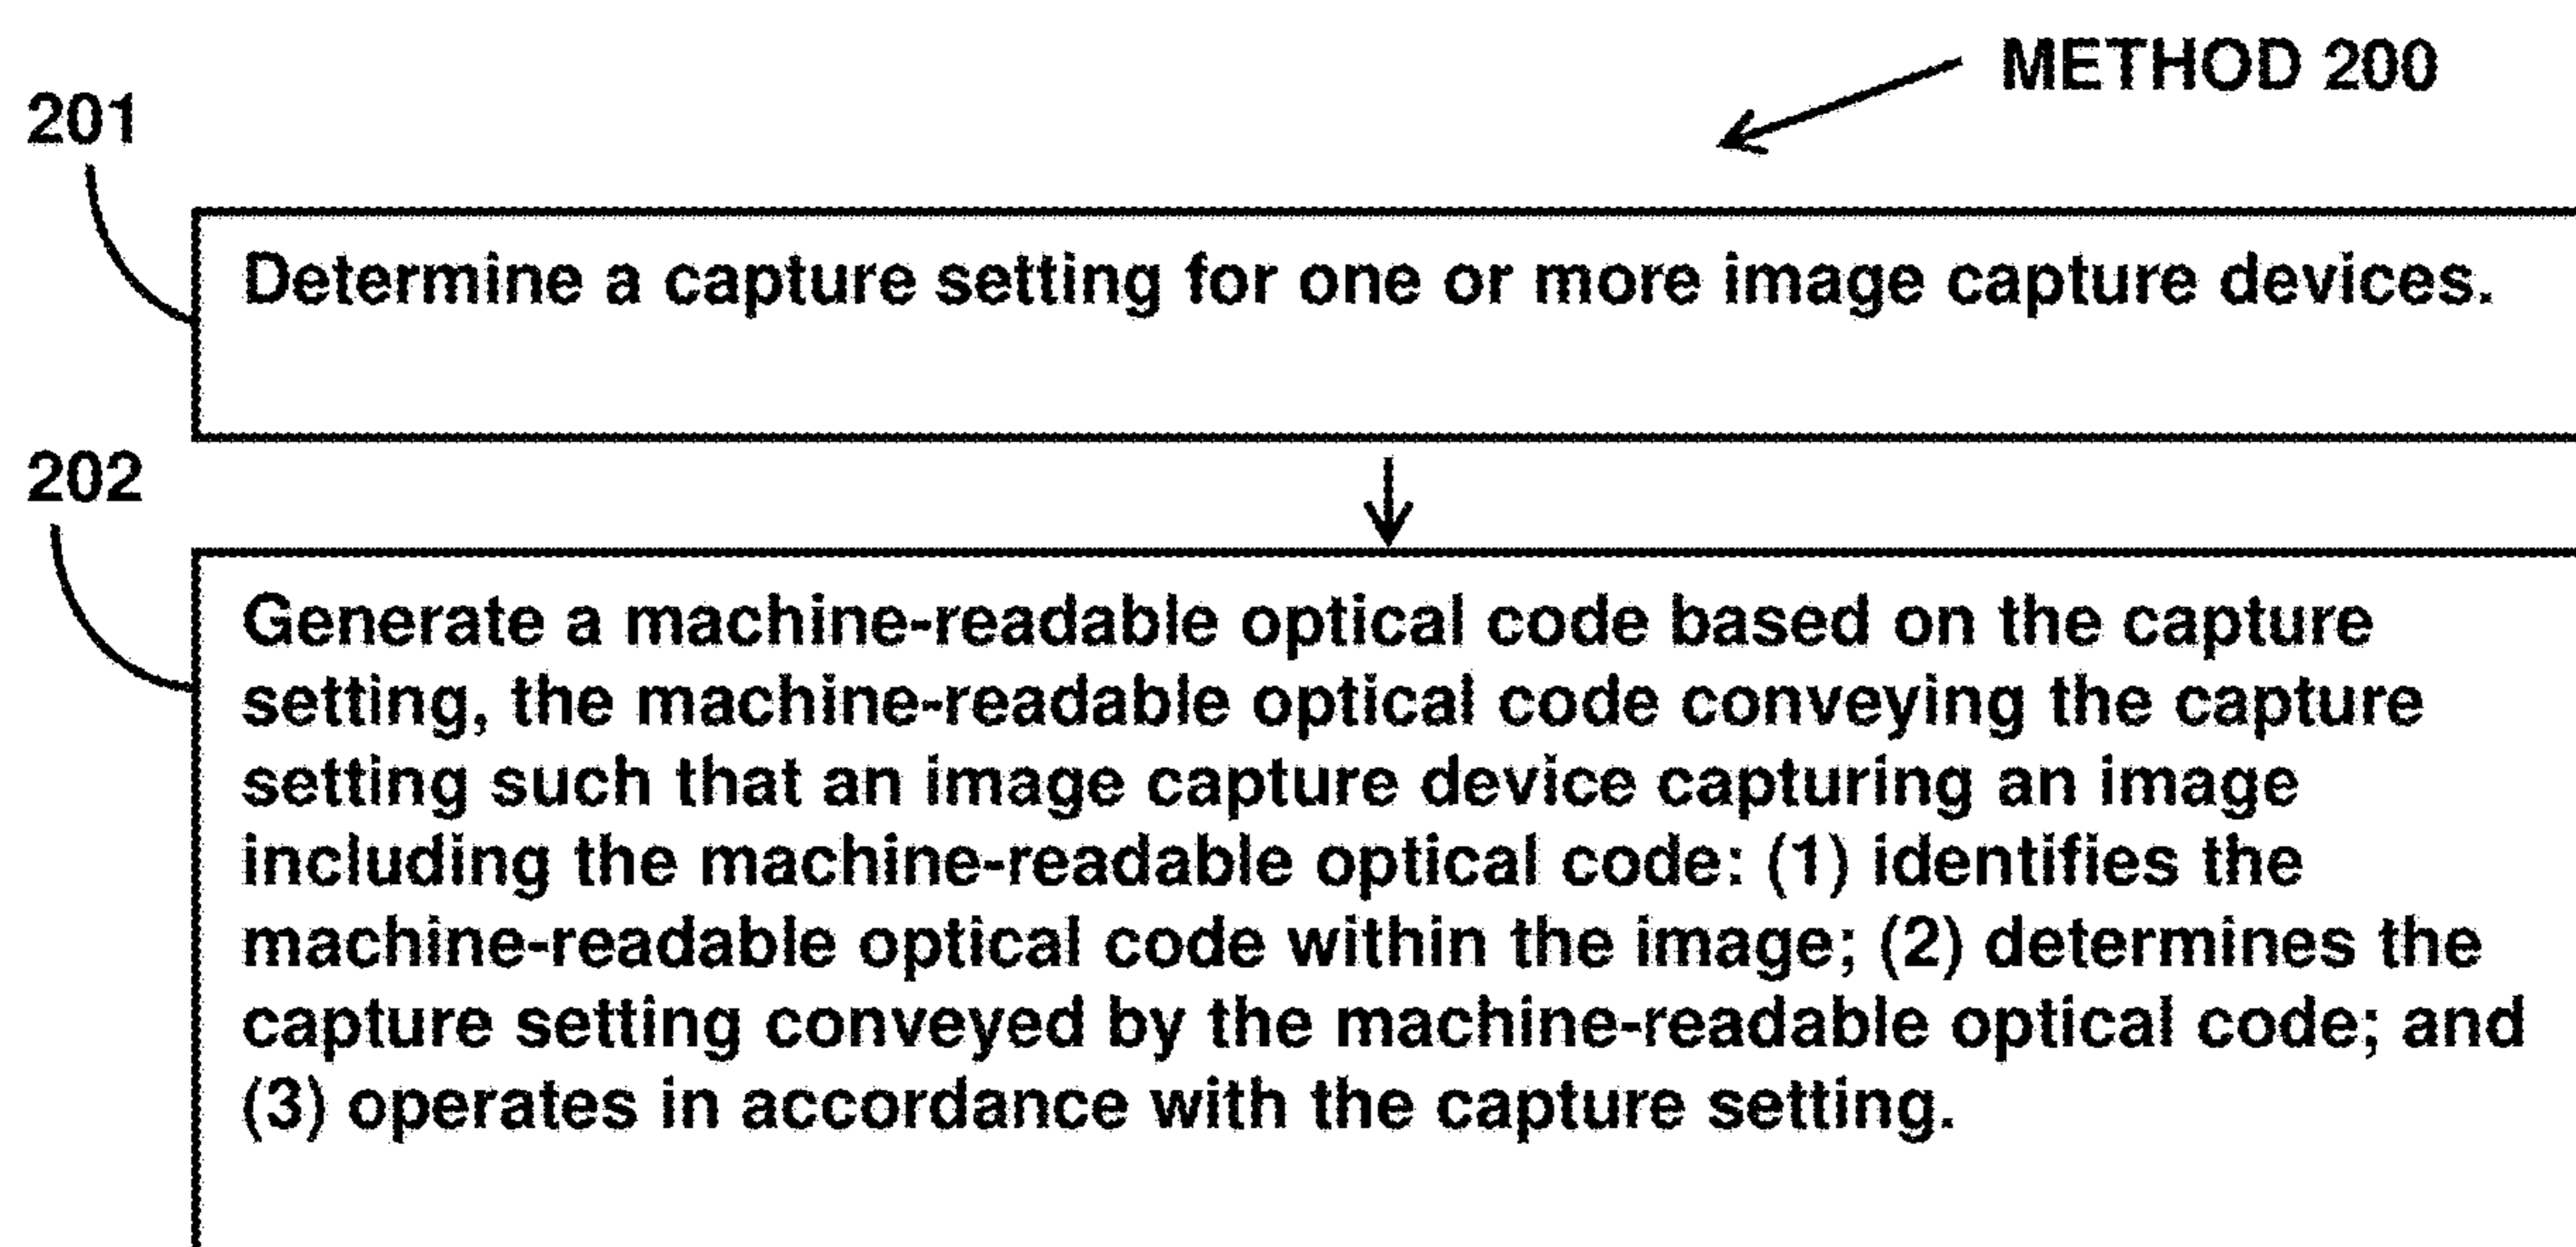 METHOD 200
201
Determine a capture setting for one or more image capture devices.
202
Generate a machine-readable optical code based on the capture
setting, the machine-readable optical code conveying the capture
setting such that an image capture device capturing an image
including the machine-readable optical code: (1) identifies the
machine-readable optical code within the image; (2) determines the
capture setting conveyed by the machine-readable optical code; and
(3) operates in accordance with the capture setting.